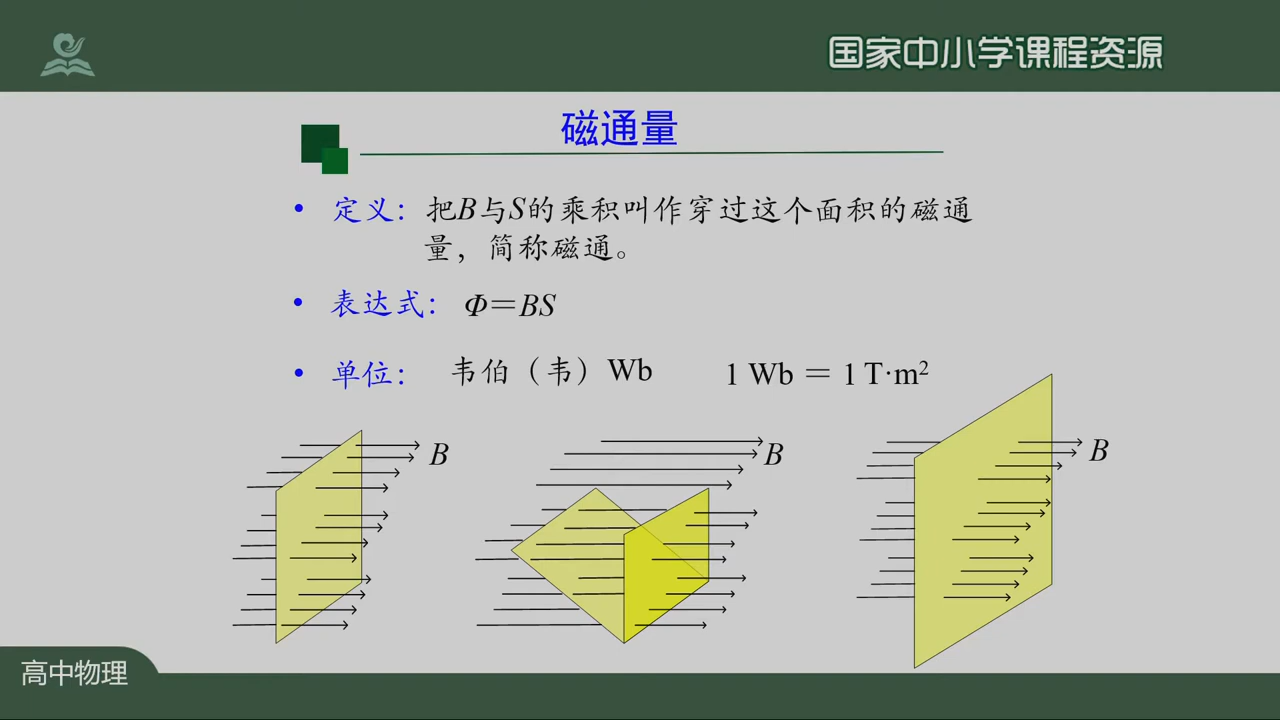 国家中小学课程资源
磁通量
• 定义：把B与S的乘积叫作穿过这个面积的磁通
量，简称磁通。
• 表达式：Φ＝BS
• 单位：韦伯（韦）Wb 1 Wb ＝ 1 T·m²
B
B
B
高中物理